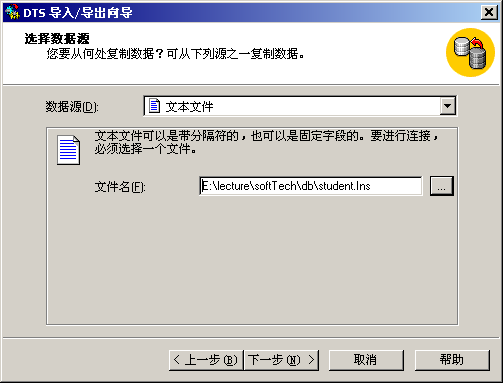 DTS 导入/导出向导
选择数据源
您要从何处复制数据？可从下列源之一复制数据。
数据源(D):
文本文件
文本文件可以是带分隔符的，也可以是固定字段的。要进行连接，
必须选择一个文件。
文件名(F):
E:\lecture\softTech\db\student.Ins
...
< 上一步(B)
下一步(N) >
取消
帮助